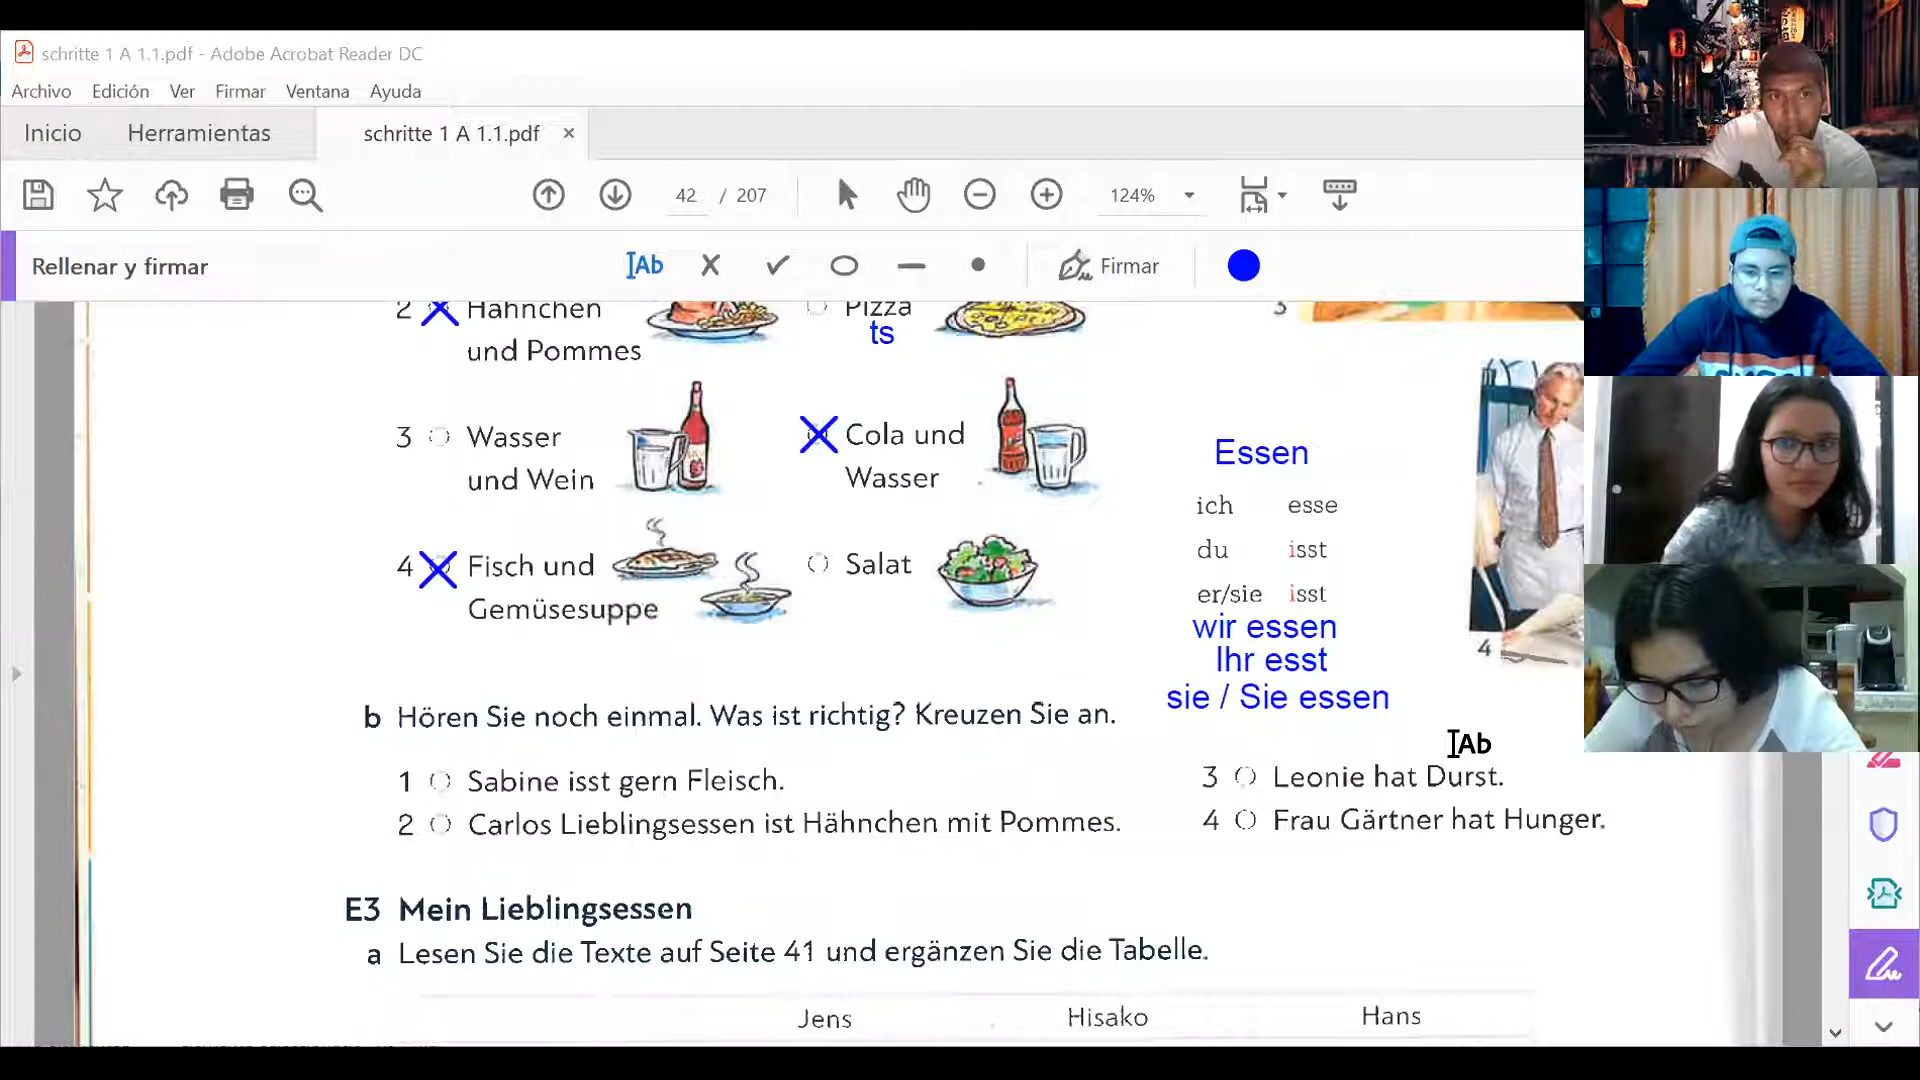 schritte 1 A 1.1.pdf - Adobe Acrobat Reader DC
Archivo Edición Ver Firmar Ventana Ayuda
Inicio Herramientas schritte 1 A 1.1.pdf ×
42 / 207 124%
Rellenar y firmar
Ab Firmar
2 Hähnchen
und Pommes
Pizza
ts
3
3 Wasser
und Wein
Cola und
Wasser
4 Fisch und
Gemüsesuppe
Salat
Essen
ich esse
du isst
er/sie isst
wir essen
Ihr esst
sie / Sie essen
4
b Hören Sie noch einmal. Was ist richtig? Kreuzen Sie an.
Ab
1 Sabine isst gern Fleisch.
2 Carlos Lieblingsessen ist Hähnchen mit Pommes.
3 Leonie hat Durst.
4 Frau Gärtner hat Hunger.
E3 Mein Lieblingsessen
a Lesen Sie die Texte auf Seite 41 und ergänzen Sie die Tabelle.
Jens Hisako Hans